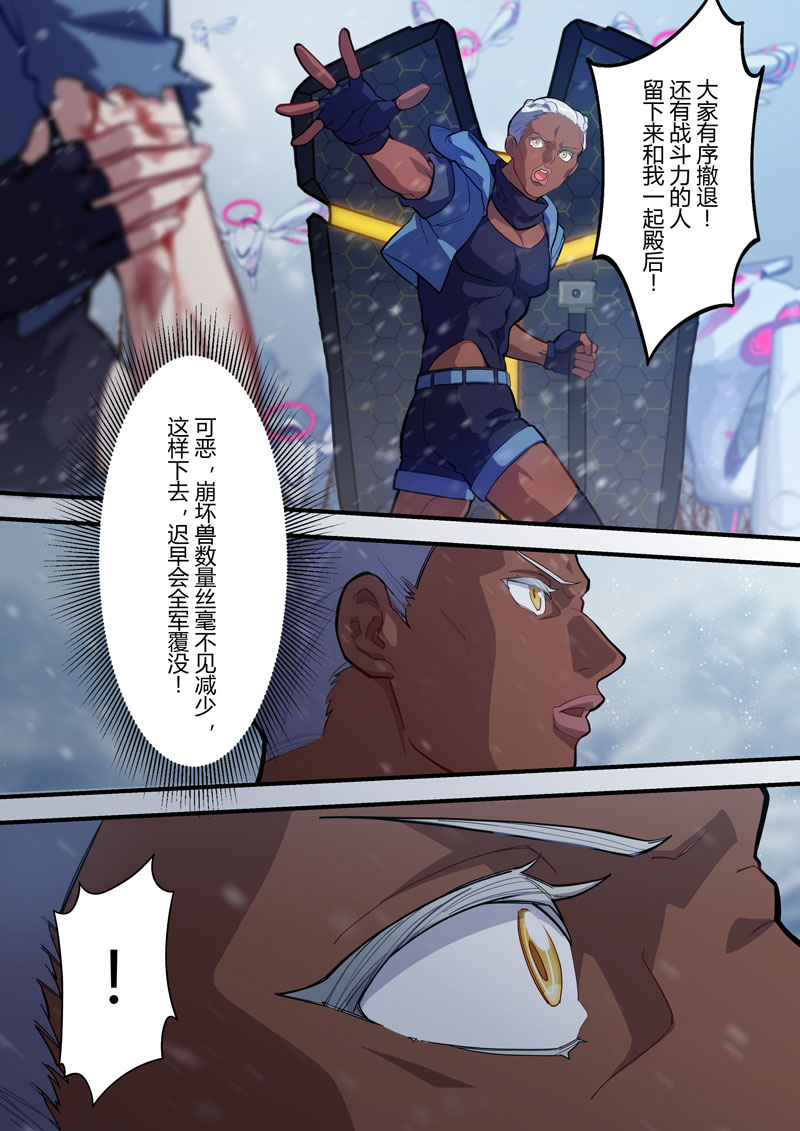 大家有序撤退！
还有战斗力的人
留下来和我一起殿后！
可恶，崩坏兽数量丝毫不见减少，
这样下去，迟早会全军覆没！
！